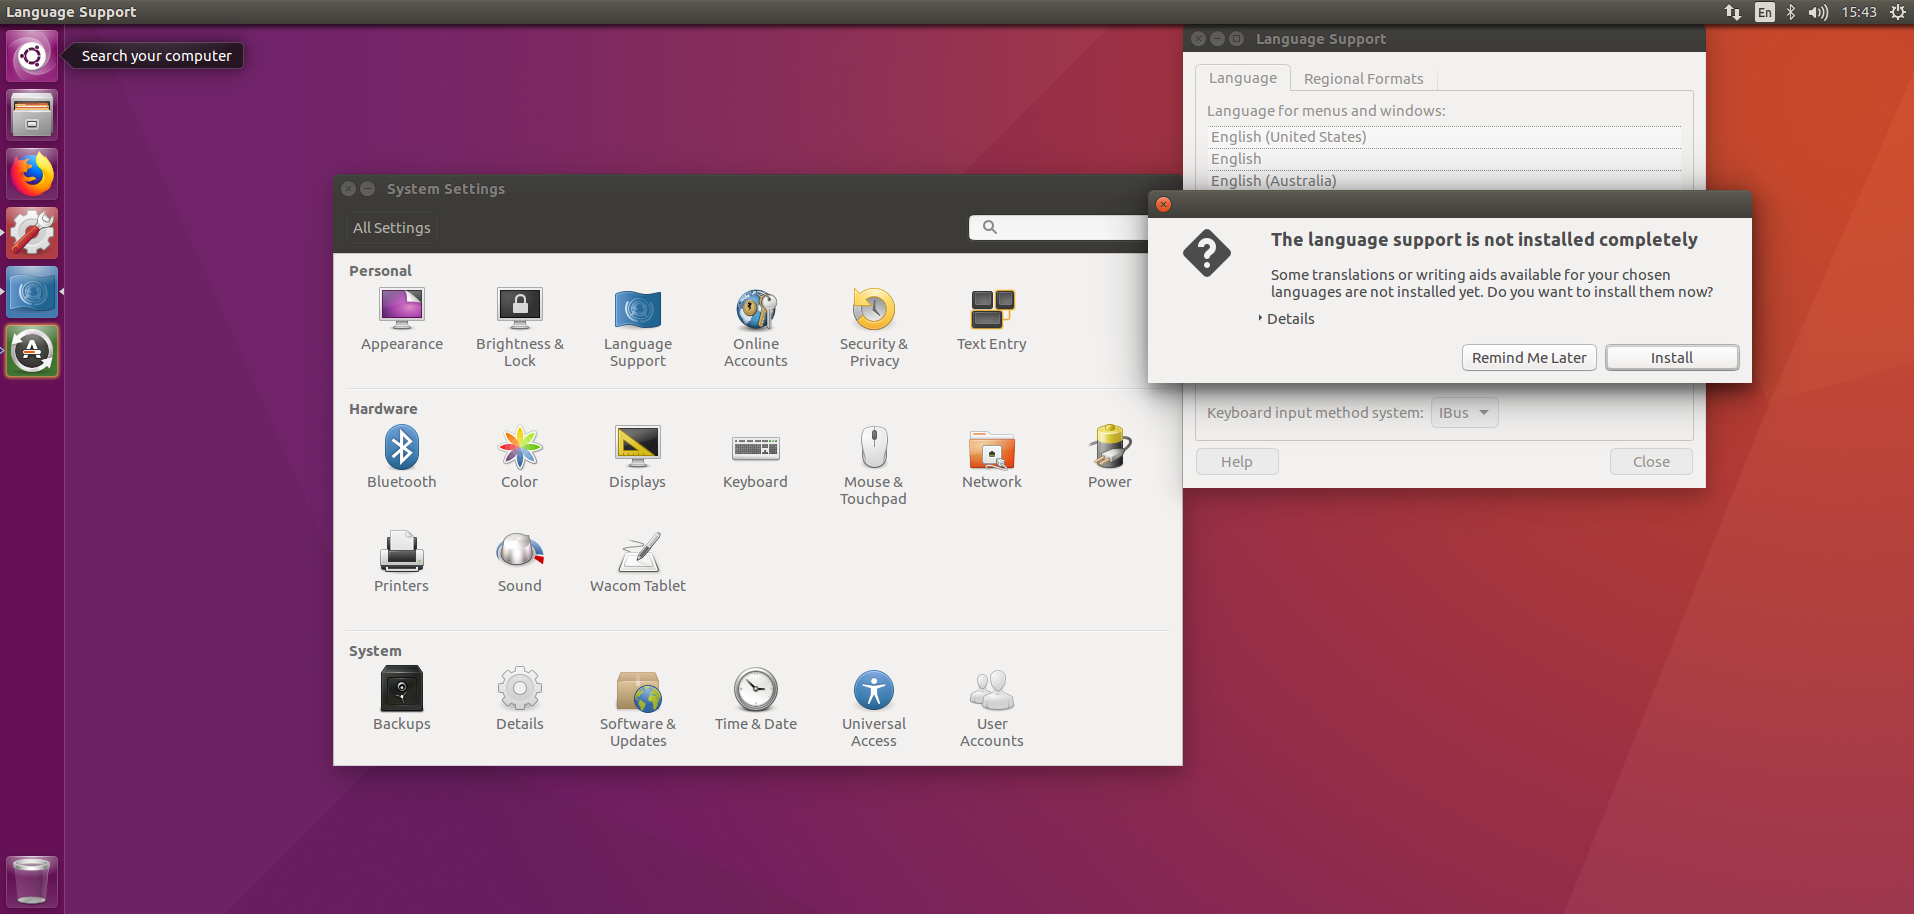 Language Support
En
15:43
Search your computer
Language Support
Language
Regional Formats
Language for menus and windows:
English (United States)
English
English (Australia)
System Settings
All Settings
The language support is not installed completely
Some translations or writing aids available for your chosen
languages are not installed yet. Do you want to install them now?
Details
Remind Me Later
Install
Keyboard input method system:
IBus
Help
Close
Personal
Appearance
Brightness &
Lock
Language
Support
Online
Accounts
Security &
Privacy
Text Entry
Hardware
Bluetooth
Color
Displays
Keyboard
Mouse &
Touchpad
Network
Power
Printers
Sound
Wacom Tablet
System
Backups
Details
Software &
Updates
Time & Date
Universal
Access
User
Accounts